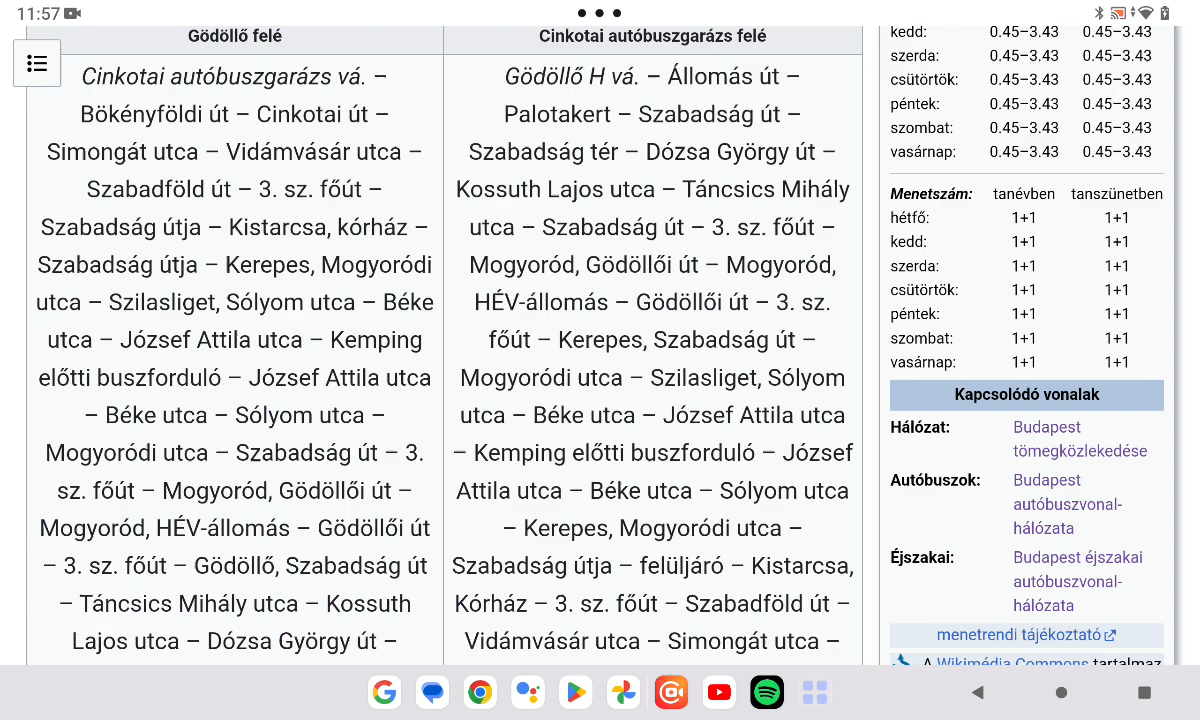 11:57
Gödöllő felé
Cinkotai autóbuszgarázs vá. –
Bökényföldi út – Cinkotai út –
Simongát utca – Vidámvásár utca –
Szabadföld út – 3. sz. főút –
Szabadság útja – Kistarcsa, kórház –
Szabadság útja – Kerepes, Mogyoródi
utca – Szilasliget, Sólyom utca – Béke
utca – József Attila utca – Kemping
előtti buszforduló – József Attila utca
– Béke utca – Sólyom utca –
Mogyoródi utca – Szabadság út – 3.
sz. főút – Mogyoród, Gödöllői út –
Mogyoród, HÉV-állomás – Gödöllői út
– 3. sz. főút – Gödöllő, Szabadság út
– Táncsics Mihály utca – Kossuth
Lajos utca – Dózsa György út –
Cinkotai autóbuszgarázs felé
Gödöllő H vá. – Állomás út –
Palotakert – Szabadság út –
Szabadság tér – Dózsa György út –
Kossuth Lajos utca – Táncsics Mihály
utca – Szabadság út – 3. sz. főút –
Mogyoród, Gödöllői út – Mogyoród,
HÉV-állomás – Gödöllői út – 3. sz.
főút – Kerepes, Szabadság út –
Mogyoródi utca – Szilasliget, Sólyom
utca – Béke utca – József Attila utca
– Kemping előtti buszforduló – József
Attila utca – Béke utca – Sólyom utca
– Kerepes, Mogyoródi utca –
Szabadság útja – felüljáró – Kistarcsa,
Kórház – 3. sz. főút – Szabadföld út –
Vidámvásár utca – Simongát utca –
kedd: 0.45–3.43 0.45–3.43
szerda: 0.45–3.43 0.45–3.43
csütörtök: 0.45–3.43 0.45–3.43
péntek: 0.45–3.43 0.45–3.43
szombat: 0.45–3.43 0.45–3.43
vasárnap: 0.45–3.43 0.45–3.43
Menetszám: tanévben tanszünetben
hétfő: 1+1 1+1
kedd: 1+1 1+1
szerda: 1+1 1+1
csütörtök: 1+1 1+1
péntek: 1+1 1+1
szombat: 1+1 1+1
vasárnap: 1+1 1+1
Kapcsolódó vonalak
Hálózat: Budapest
tömegközlekedése
Autóbuszok: Budapest
autóbuszvonal-
hálózata
Éjszakai: Budapest éjszakai
autóbuszvonal-
hálózata
menetrendi tájékoztató
A Wikimédia Commons tartalmaz